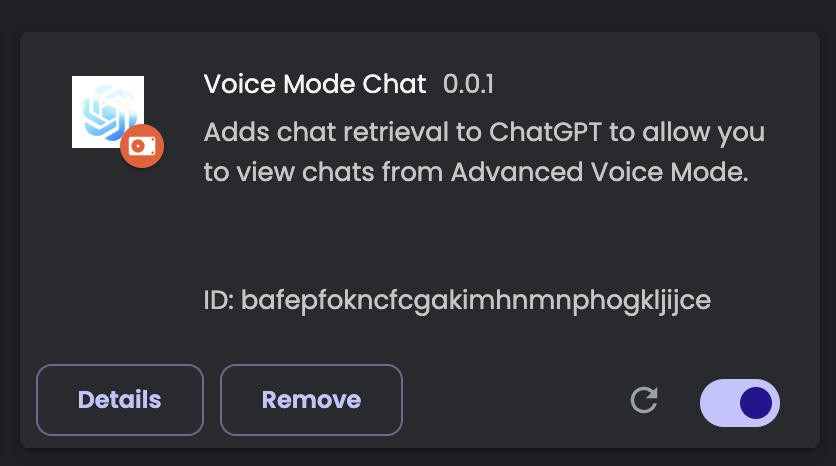 Voice Mode Chat 0.0.1
Adds chat retrieval to ChatGPT to allow you
to view chats from Advanced Voice Mode.
ID: bafepfokncfcgakimhnmnphogkljijce
Details Remove